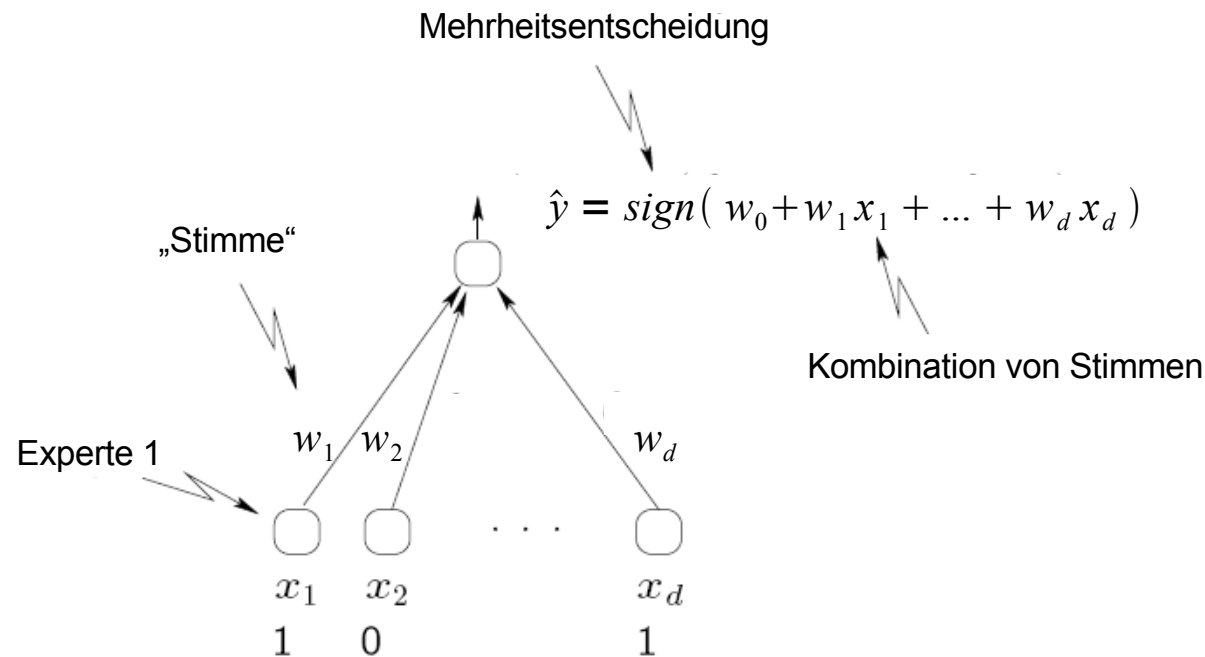 Mehrheitsentscheidung
ŷ = sign( w₀+w₁x₁ + ... + w_d x_d )
„Stimme“
Kombination von Stimmen
w₁ w₂ w_d
Experte 1
. . .
x₁ x₂ x_d
1 0 1